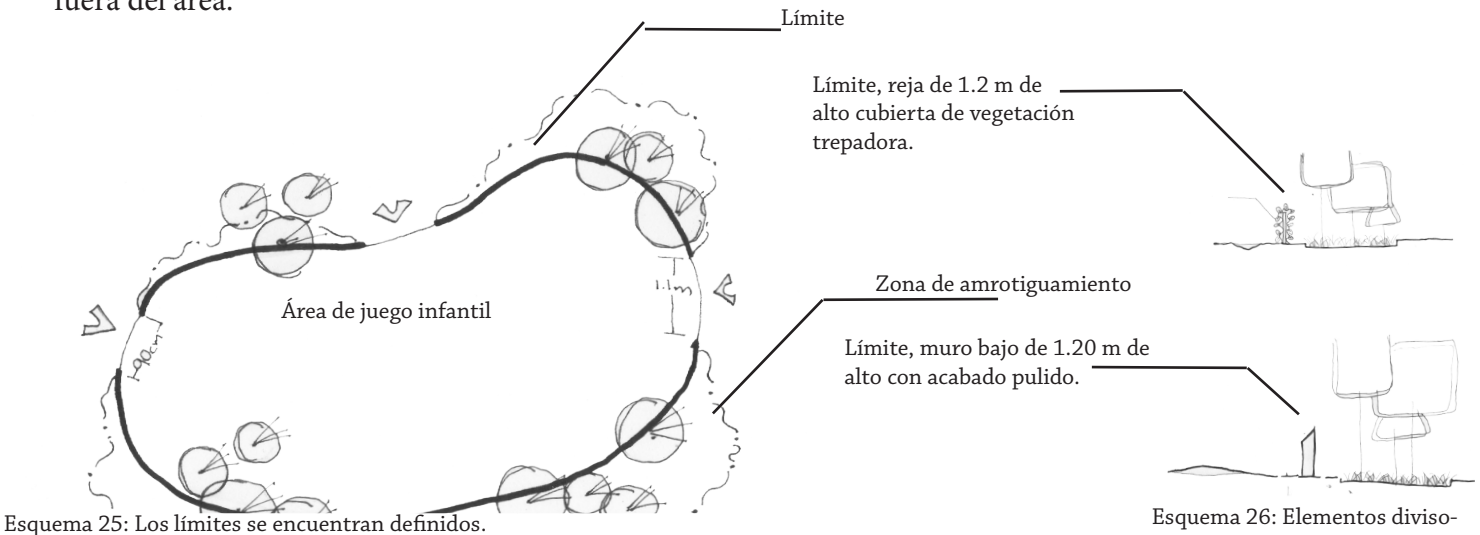 fuera del área.
Límite
Límite, reja de 1.2 m de
alto cubierta de vegetación
trepadora.
Área de juego infantil
1.1m
90cm
Zona de amrotiguamiento
Límite, muro bajo de 1.20 m de
alto con acabado pulido.
Esquema 25: Los límites se encuentran definidos.
Esquema 26: Elementos diviso-